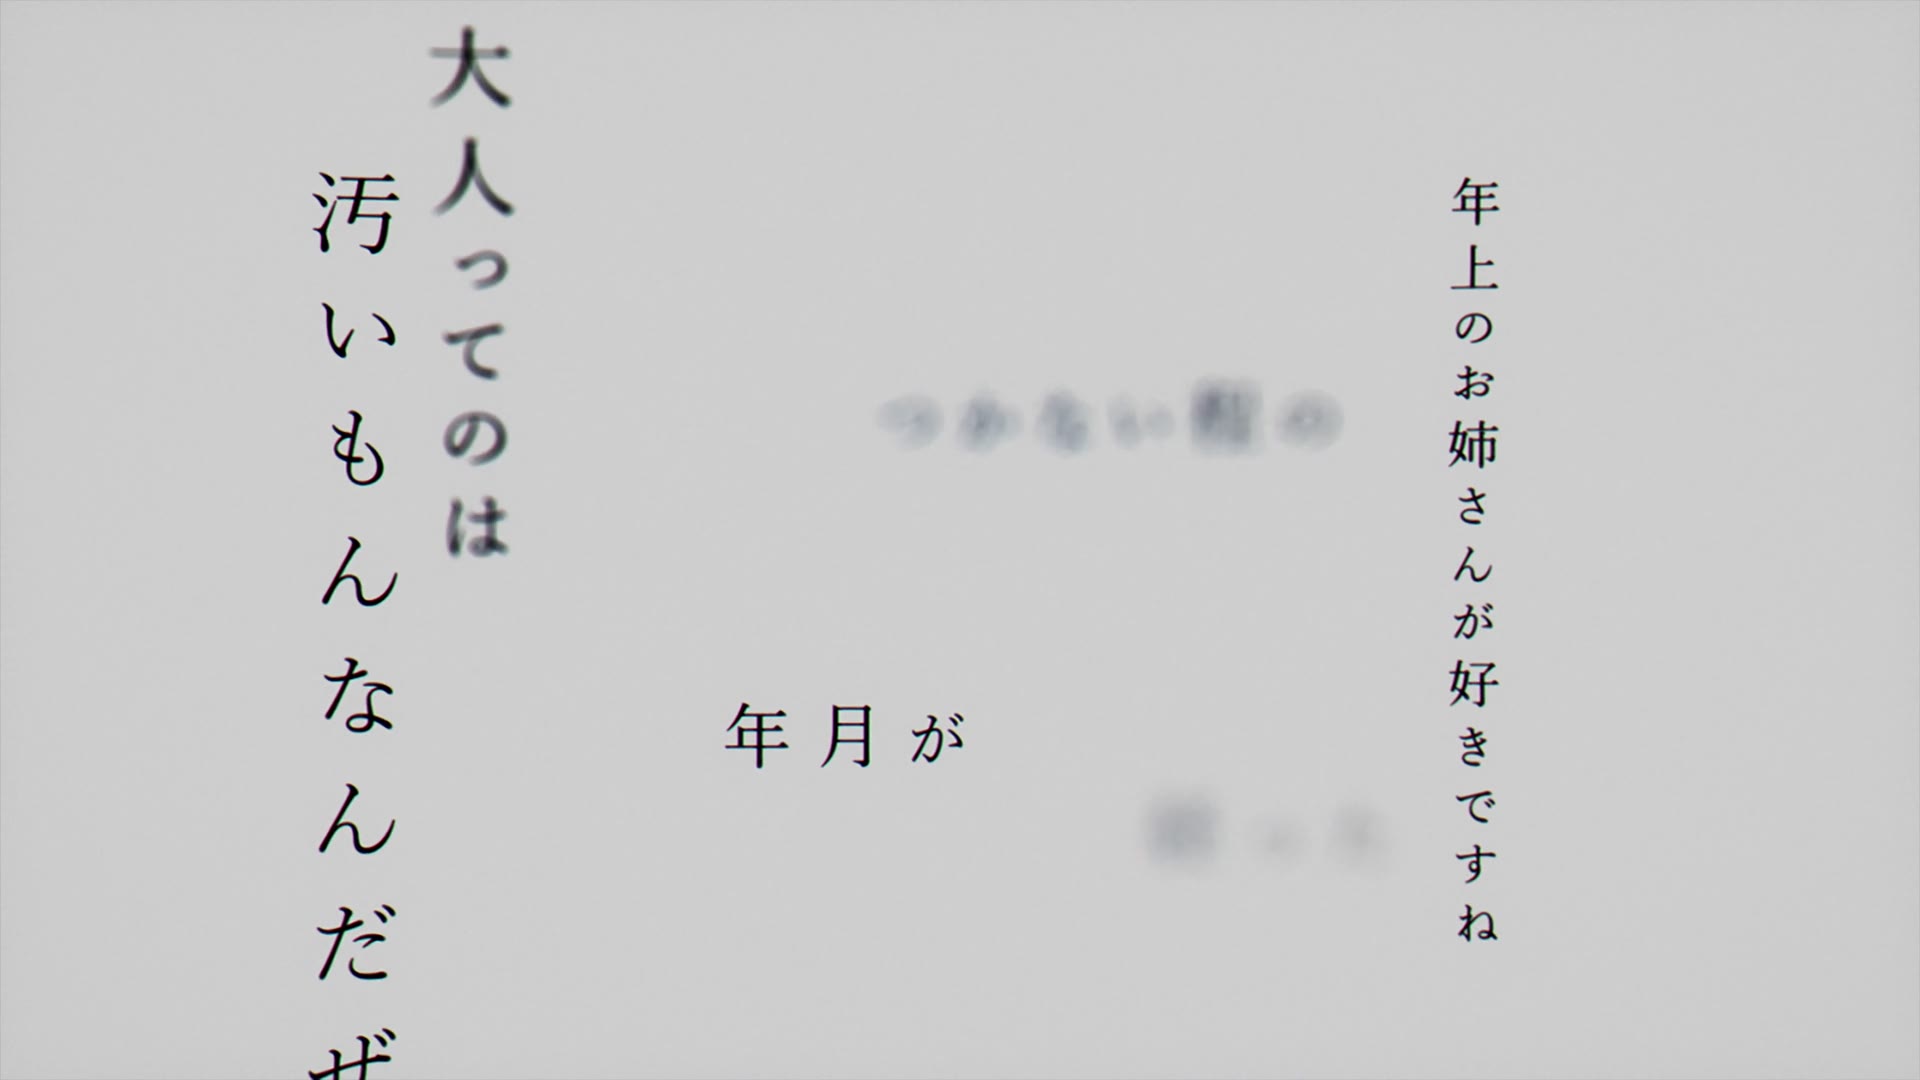 年上のお姉さんが好きですね
年月が
大人ってのは
汚いもんなんだぜ